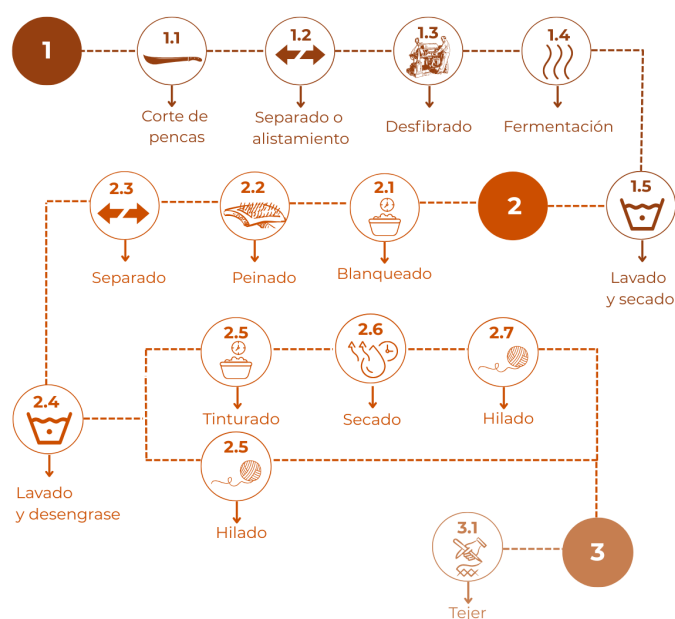 1
1.1
1.2
1.3
1.4
Corte de
pencas
Separado o
alistamiento
Desfibrado
Fermentación
1.5
Lavado
y secado
2
2.1
Blanqueado
2.2
Peinado
2.3
Separado
2.4
Lavado
y desengrase
2.5
Tinturado
2.6
Secado
2.7
Hilado
2.5
Hilado
3
3.1
Tejer